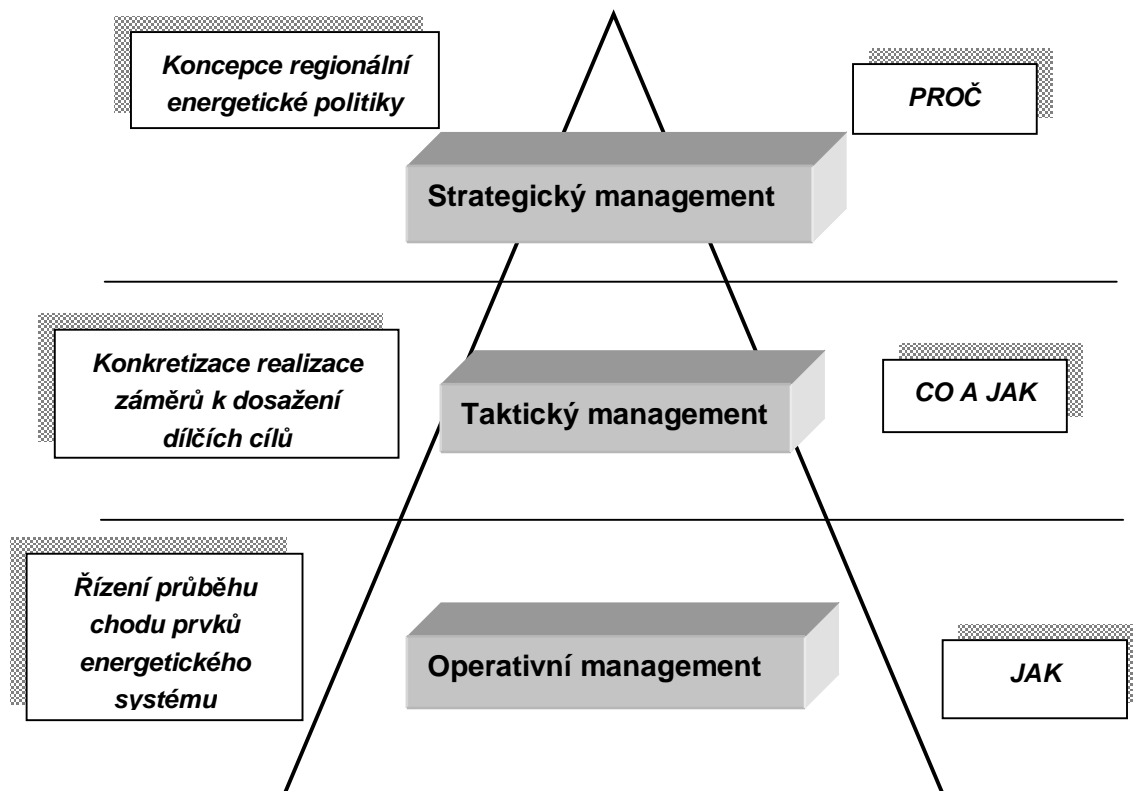 Koncepce regionální
energetické politiky
PROČ
Strategický management
Konkretizace realizace
záměrů k dosažení
dílčích cílů
Taktický management
CO A JAK
Řízení průběhu
chodu prvků
energetického
systému
Operativní management
JAK